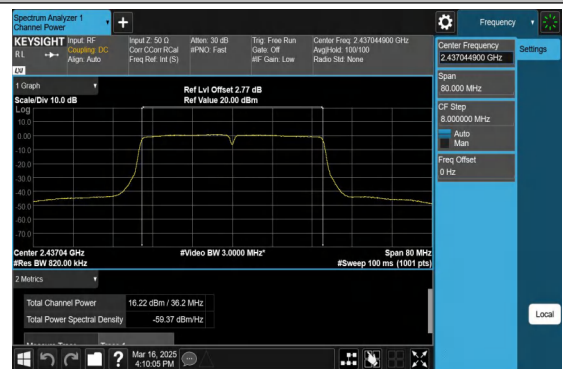 Spectrum Analyzer 1
Channel Power
Frequency
KEYSIGHT
R L
LXI
Input: RF
Coupling: DC
Align: Auto
Input Z: 50 Ω
Corr CCorr RCal
Freq Ref: Int (S)
Atten: 30 dB
#PNO: Fast
Trig: Free Run
Gate: Off
#IF Gain: Low
Center Freq: 2.437044900 GHz
Avg|Hold: 100/100
Radio Std: None
Center Frequency
2.437044900 GHz
Settings
Span
80.000 MHz
CF Step
8.000000 MHz
Auto
Man
Freq Offset
0 Hz
1 Graph
Scale/Div 10.0 dB
Ref Lvl Offset 2.77 dB
Ref Value 20.00 dBm
Log
10.0
0.00
-10.0
-20.0
-30.0
-40.0
-50.0
-60.0
-70.0
Center 2.43704 GHz
#Res BW 820.00 kHz
#Video BW 3.0000 MHz*
Span 80 MHz
#Sweep 100 ms (1001 pts)
2 Metrics
Total Channel Power 16.22 dBm / 36.2 MHz
Total Power Spectral Density -59.37 dBm/Hz
Local
?
Mar 16, 2025
4:10:05 PM